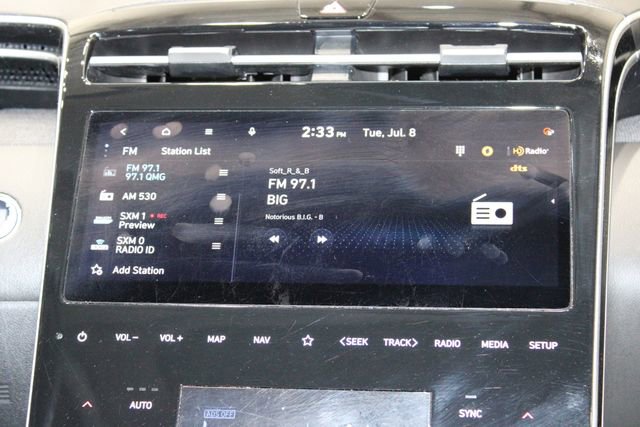 2:33 PM Tue, Jul. 8
FM Station List
HD Radio
dts
FM 97.1
97.1 QMG
AM 530
SXM 1 REC
Preview
SXM 0
RADIO ID
Add Station
Soft_R_&_B
FM 97.1
BIG
Notorious B.I.G. - B
VOL− VOL+ MAP NAV <SEEK TRACK> RADIO MEDIA SETUP
AUTO
ADS OFF
SYNC